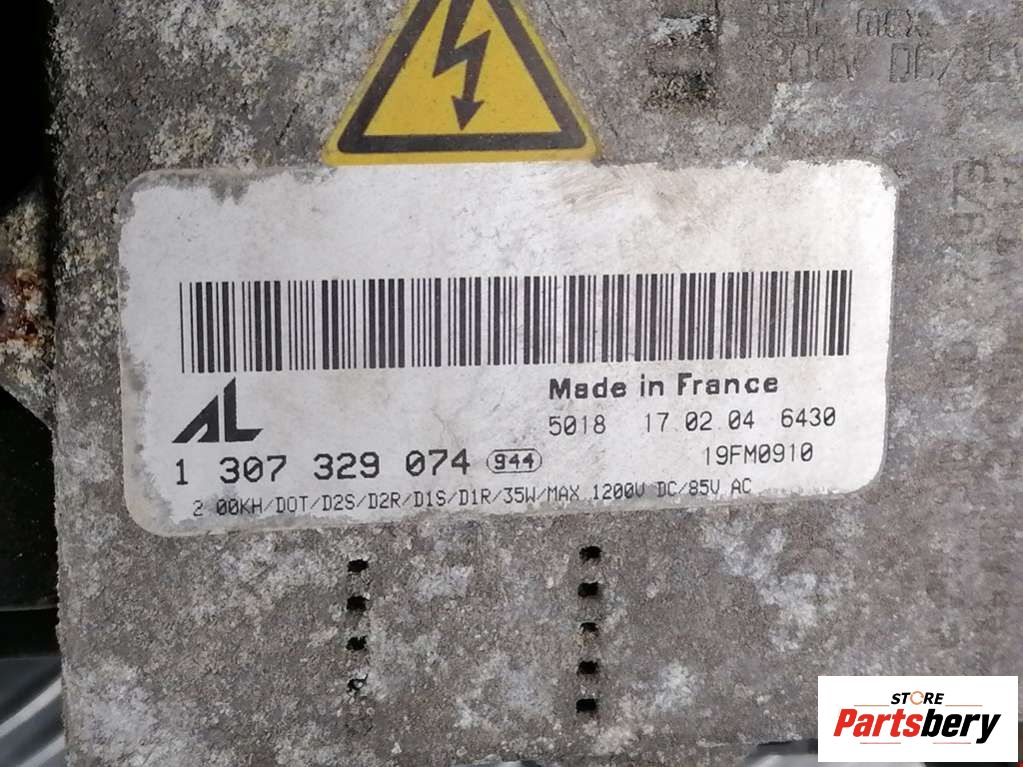 Made in France
5018 17.02.04 6430
AL
1 307 329 074 944
19FM0910
2 00KH/DOT/D2S/D2R/D1S/D1R/35W/MAX 1200V DC/85V AC
STORE
Partsbery